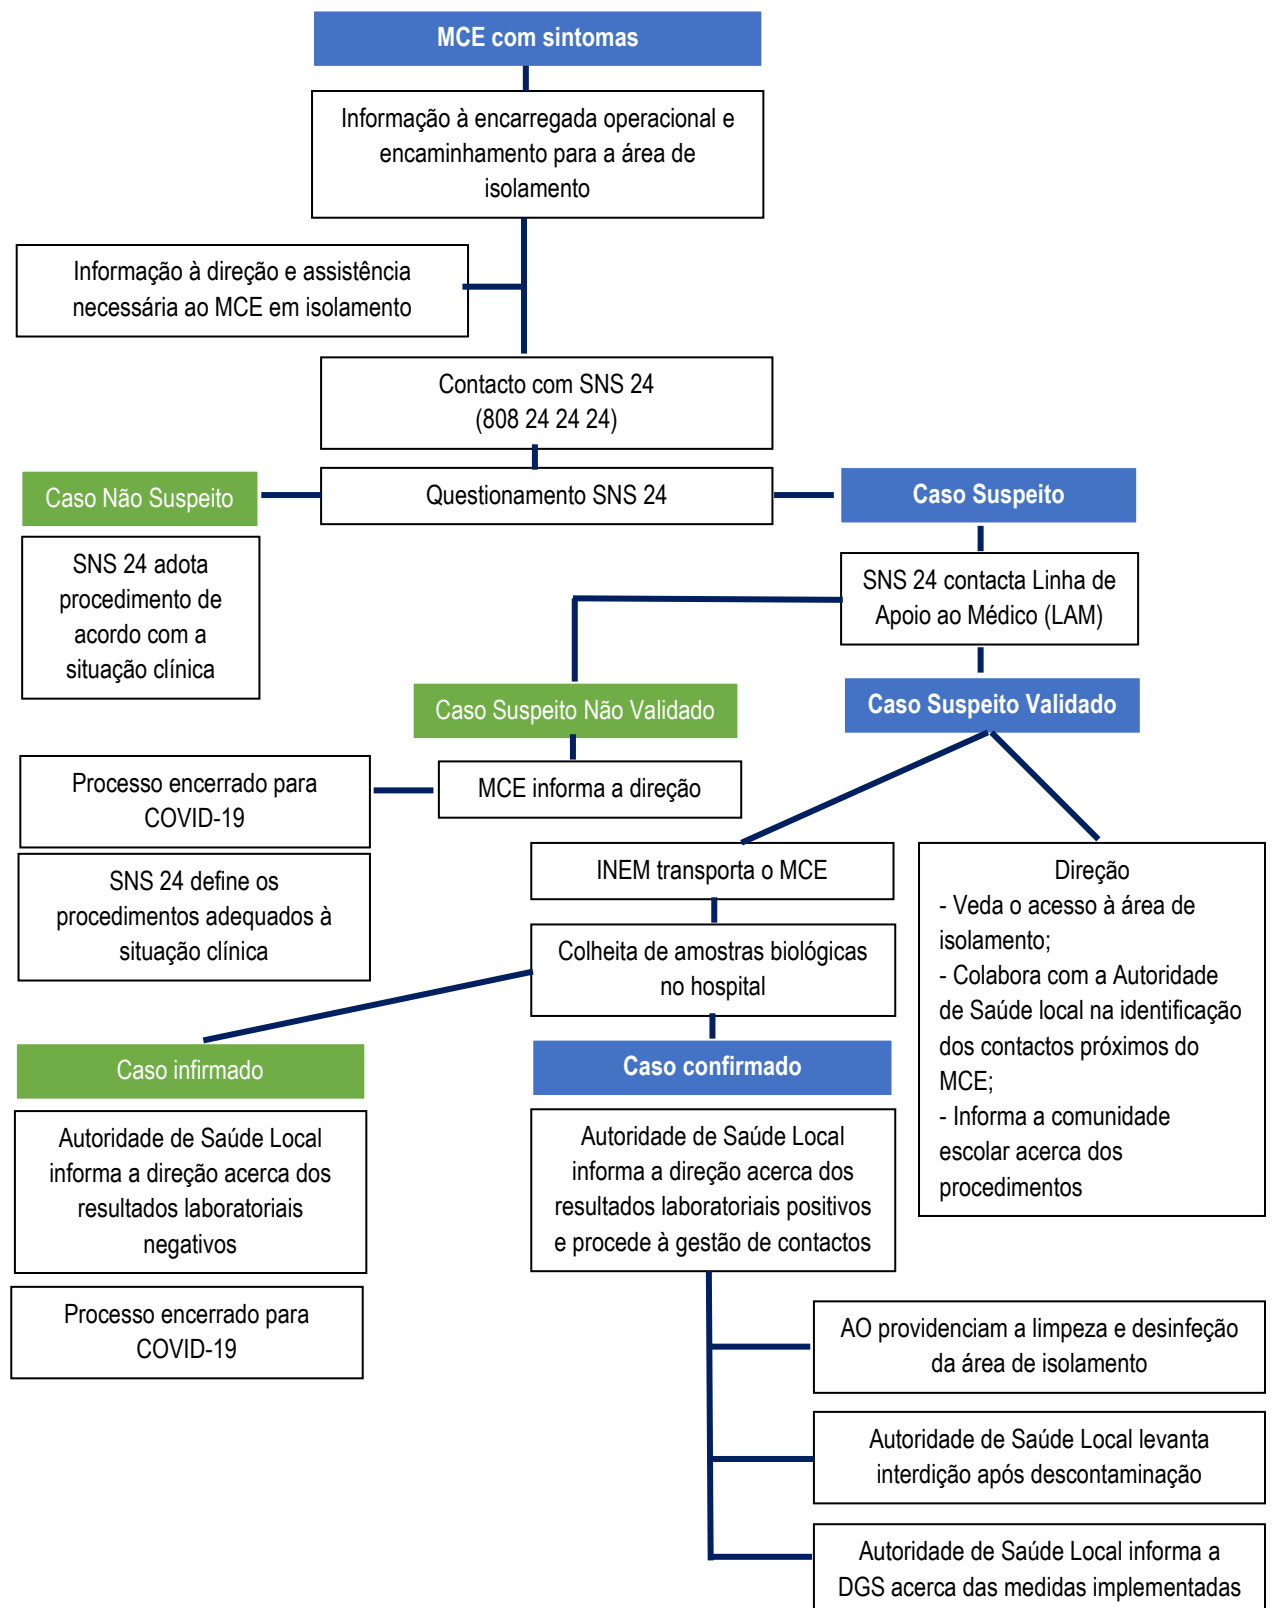 MCE com sintomas
Informação à encarregada operacional e
encaminhamento para a área de
isolamento
Informação à direção e assistência
necessária ao MCE em isolamento
Contacto com SNS 24
(808 24 24 24)
Questionamento SNS 24
Caso Não Suspeito
SNS 24 adota
procedimento de
acordo com a
situação clínica
Caso Suspeito
SNS 24 contacta Linha de
Apoio ao Médico (LAM)
Caso Suspeito Não Validado
Caso Suspeito Validado
MCE informa a direção
Processo encerrado para
COVID-19
SNS 24 define os
procedimentos adequados à
situação clínica
INEM transporta o MCE
Colheita de amostras biológicas
no hospital
Direção
- Veda o acesso à área de
isolamento;
- Colabora com a Autoridade
de Saúde local na identificação
dos contactos próximos do
MCE;
- Informa a comunidade
escolar acerca dos
procedimentos
Caso infirmado
Autoridade de Saúde Local
informa a direção acerca dos
resultados laboratoriais
negativos
Processo encerrado para
COVID-19
Caso confirmado
Autoridade de Saúde Local
informa a direção acerca dos
resultados laboratoriais positivos
e procede à gestão de contactos
AO providenciam a limpeza e desinfeção
da área de isolamento
Autoridade de Saúde Local levanta
interdição após descontaminação
Autoridade de Saúde Local informa a
DGS acerca das medidas implementadas